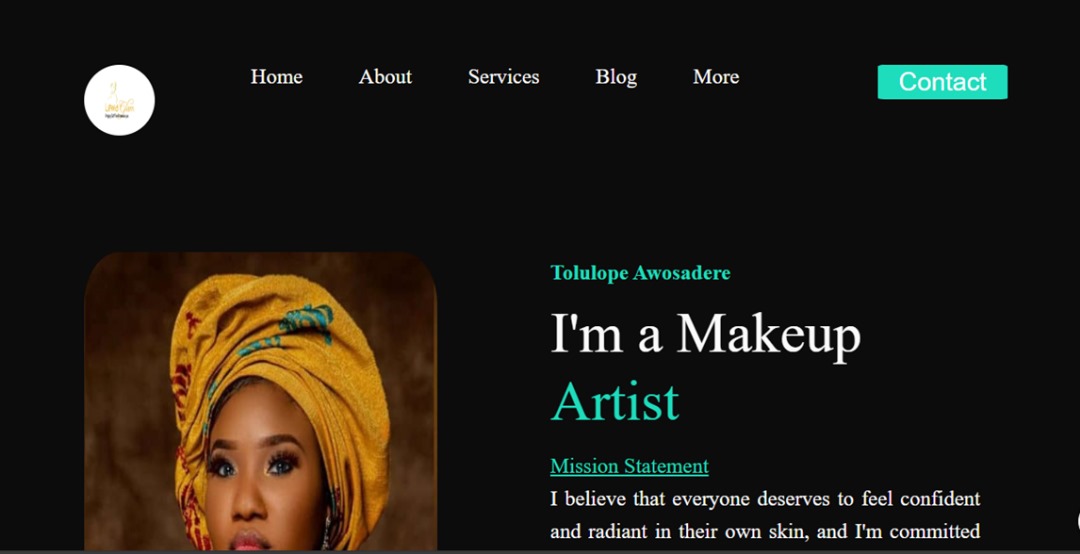 Home About Services Blog More Contact
Tolulope Awosadere
I'm a Makeup
Artist
Mission Statement
I believe that everyone deserves to feel confident
and radiant in their own skin, and I'm committed